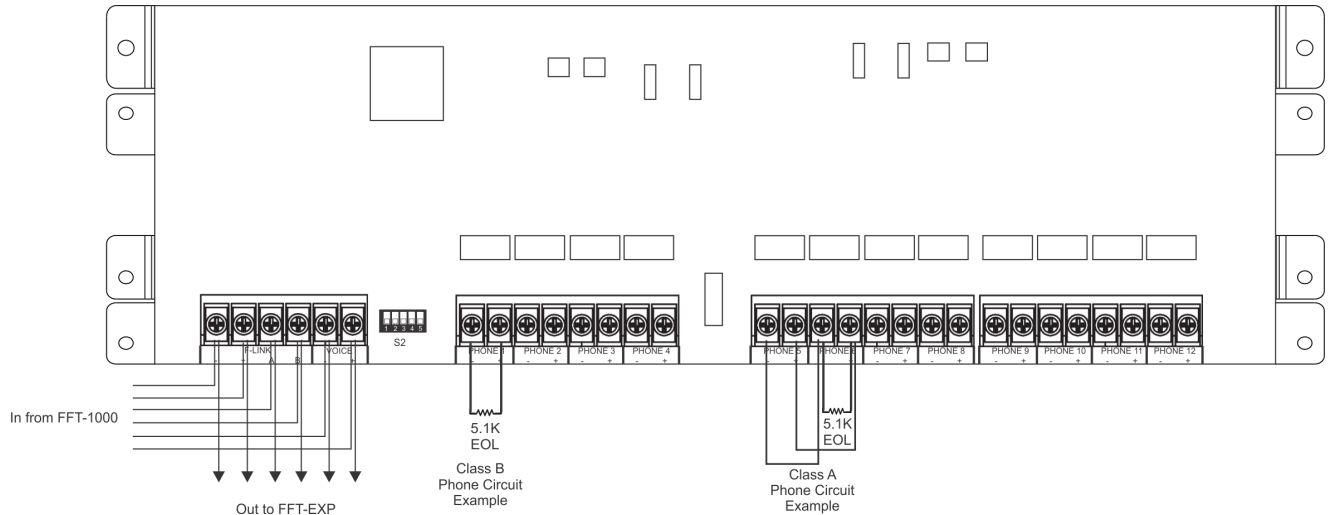 1 2 3 4 5
S2
F-LINK
VOICE
- + A B - +
PHONE 1
PHONE 2
PHONE 3
PHONE 4
- + - + - + - +
PHONE 5
PHONE 6
PHONE 7
PHONE 8
- + - + - + - +
PHONE 9
PHONE 10
PHONE 11
PHONE 12
- + - + - + - +
In from FFT-1000
Out to FFT-EXP
5.1K
EOL
Class B
Phone Circuit
Example
5.1K
EOL
Class A
Phone Circuit
Example